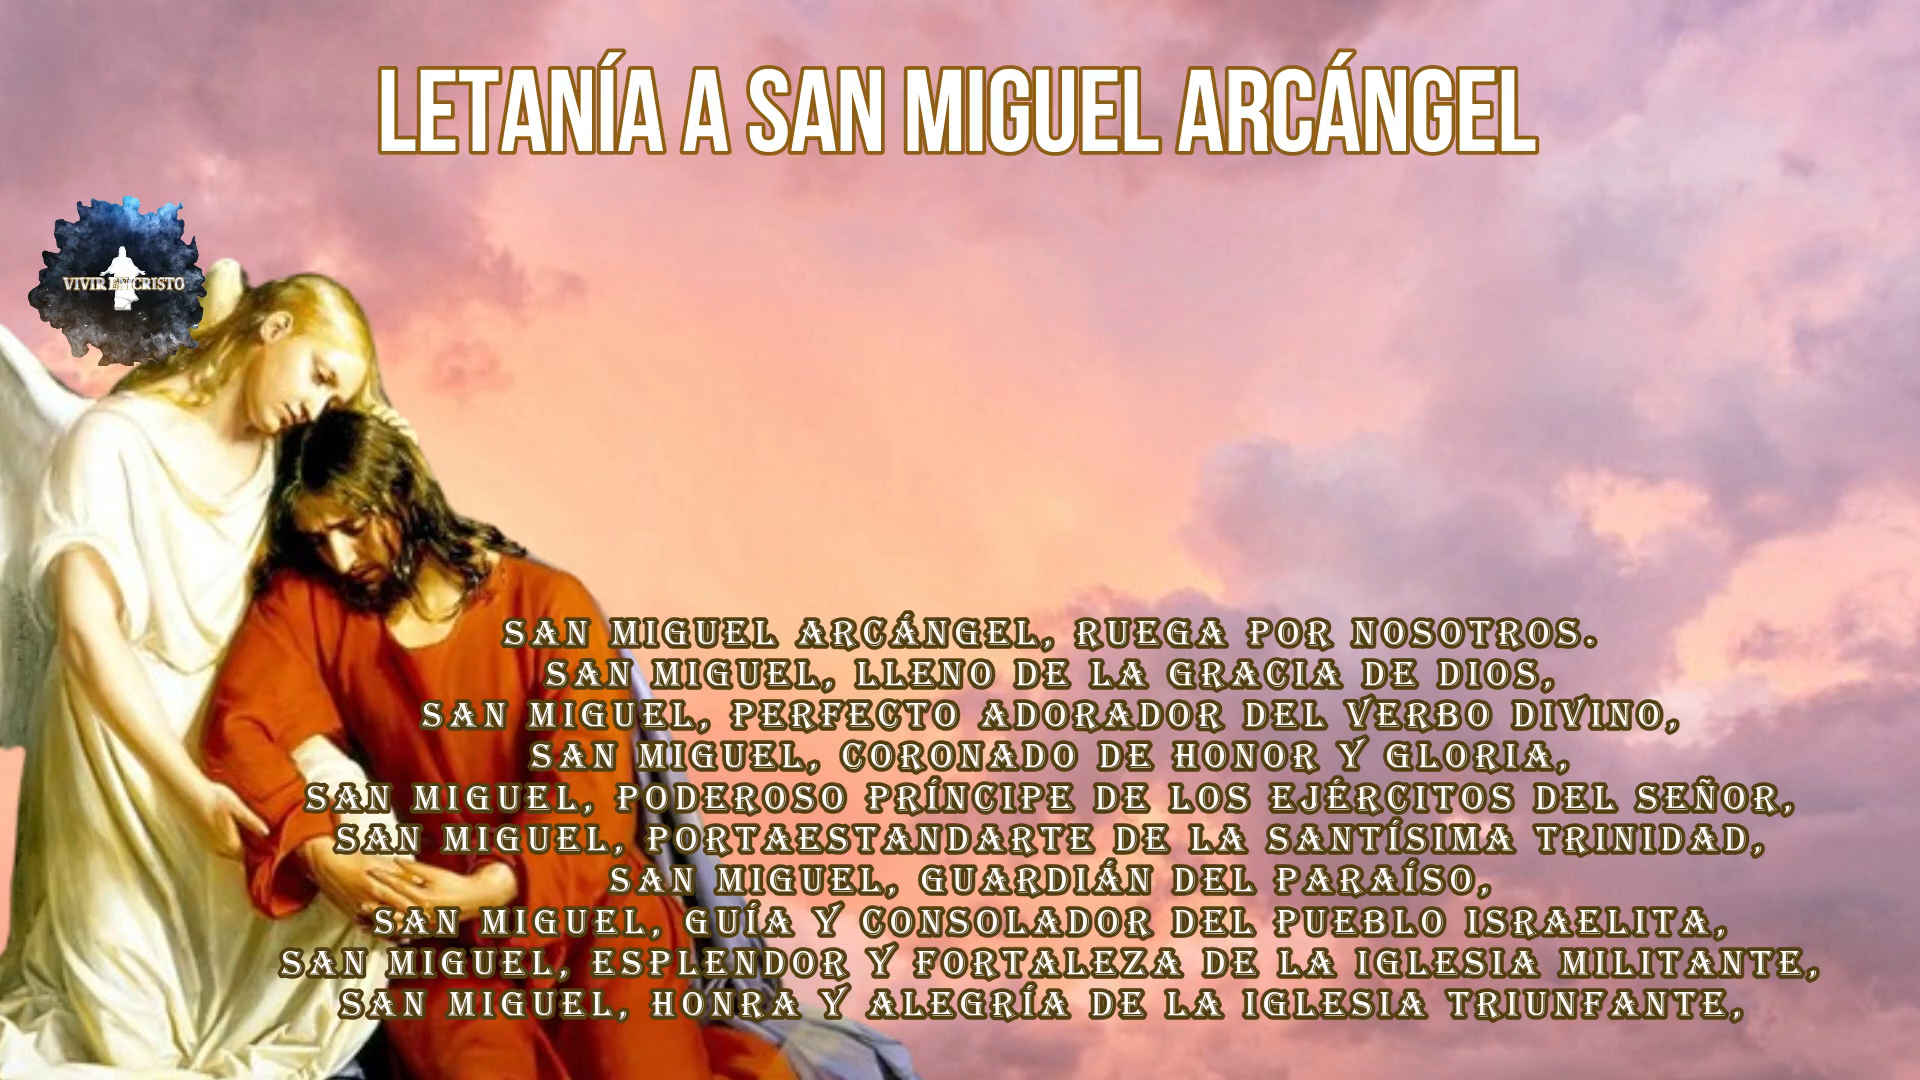 LETANÍA A SAN MIGUEL ARCÁNGEL
VIVIR EN CRISTO
SAN MIGUEL ARCÁNGEL, RUEGA POR NOSOTROS.
SAN MIGUEL, LLENO DE LA GRACIA DE DIOS,
SAN MIGUEL, PERFECTO ADORADOR DEL VERBO DIVINO,
SAN MIGUEL, CORONADO DE HONOR Y GLORIA,
SAN MIGUEL, PODEROSO PRÍNCIPE DE LOS EJÉRCITOS DEL SEÑOR,
SAN MIGUEL, PORTAESTANDARTE DE LA SANTÍSIMA TRINIDAD,
SAN MIGUEL, GUARDIÁN DEL PARAÍSO,
SAN MIGUEL, GUÍA Y CONSOLADOR DEL PUEBLO ISRAELITA,
SAN MIGUEL, ESPLENDOR Y FORTALEZA DE LA IGLESIA MILITANTE,
SAN MIGUEL, HONRA Y ALEGRÍA DE LA IGLESIA TRIUNFANTE,